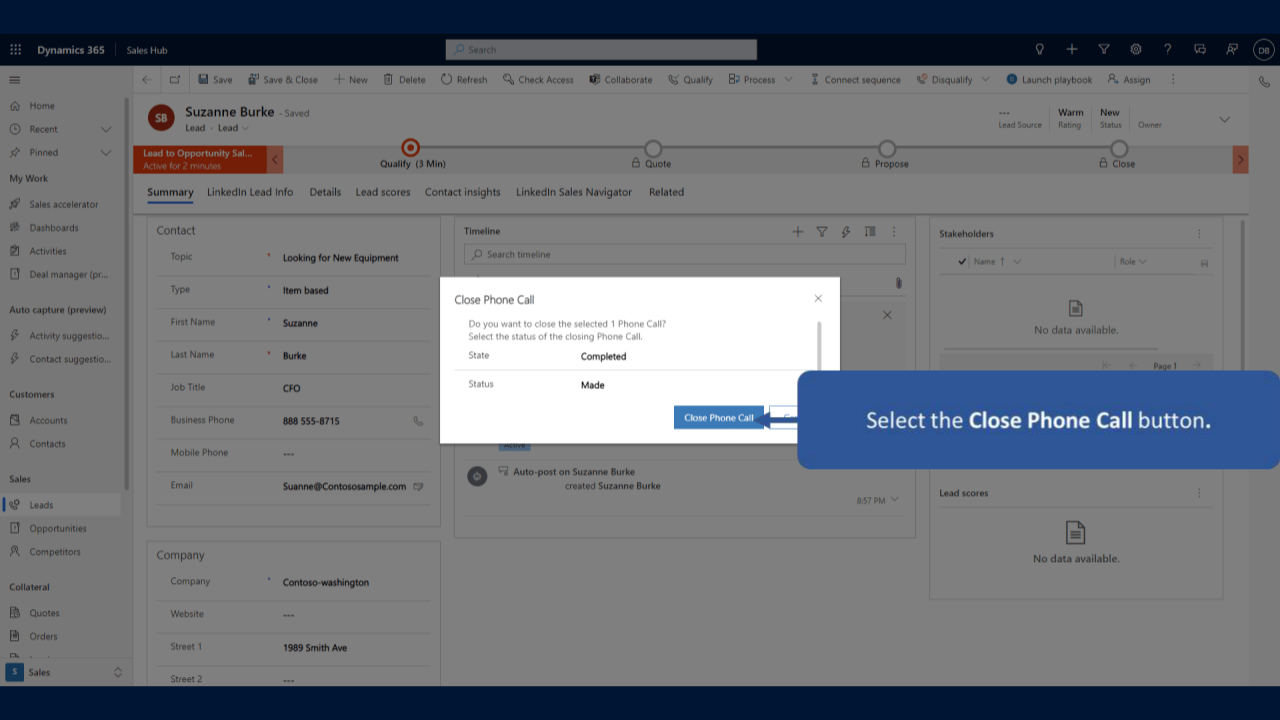 Dynamics 365
Sales Hub
Search
DB
Save
Save & Close
New
Delete
Refresh
Check Access
Collaborate
Qualify
Process
Connect sequence
Disqualify
Launch playbook
Assign
Home
Recent
Pinned
My Work
Sales accelerator
Dashboards
Activities
Deal manager (pr...
Auto capture (preview)
Activity suggestio...
Contact suggestio...
Customers
Accounts
Contacts
Sales
Leads
Opportunities
Competitors
Collateral
Quotes
Orders
S Sales
SB
Suzanne Burke - Saved
Lead · Lead
---
Lead Source
Warm
Rating
New
Status
Owner
Lead to Opportunity Sal...
Active for 2 minutes
Qualify (3 Min)
Quote
Propose
Close
Summary
LinkedIn Lead Info
Details
Lead scores
Contact insights
LinkedIn Sales Navigator
Related
Contact
Topic * Looking for New Equipment
Type * Item based
First Name * Suzanne
Last Name * Burke
Job Title CFO
Business Phone 888 555-8715
Mobile Phone ---
Email Suanne@Contososample.com
Company
Company * Contoso-washington
Website ---
Street 1 1989 Smith Ave
Street 2 ---
Timeline
Search timeline
Close Phone Call
Do you want to close the selected 1 Phone Call?
Select the status of the closing Phone Call.
State Completed
Status Made
Close Phone Call
Active
Auto-post on Suzanne Burke
created Suzanne Burke
8:57 PM
Stakeholders
Name ↑
Role
No data available.
Page 1
Select the Close Phone Call button.
Lead scores
No data available.